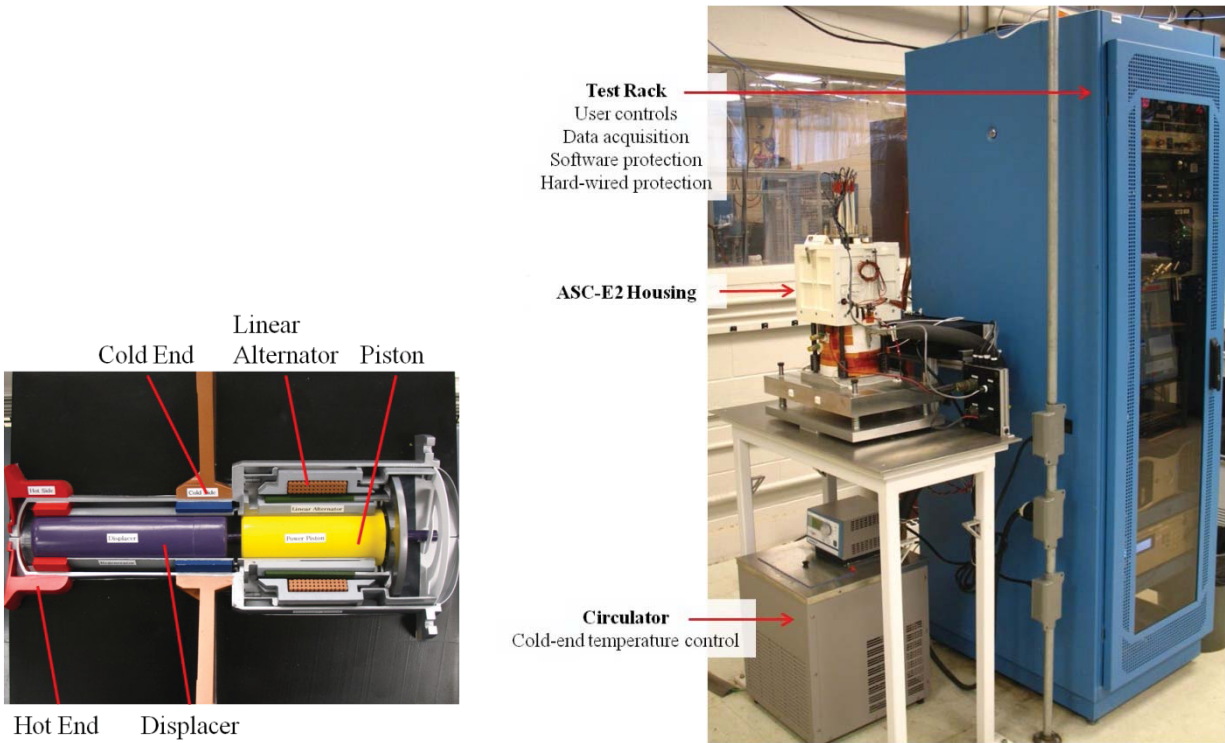 Linear
Cold End Alternator Piston
Hot Side
Cold Side
Linear Alternator
Displacer
Power Piston
Hot End Displacer
Test Rack
User controls
Data acquisition
Software protection
Hard-wired protection
ASC-E2 Housing
Circulator
Cold-end temperature control